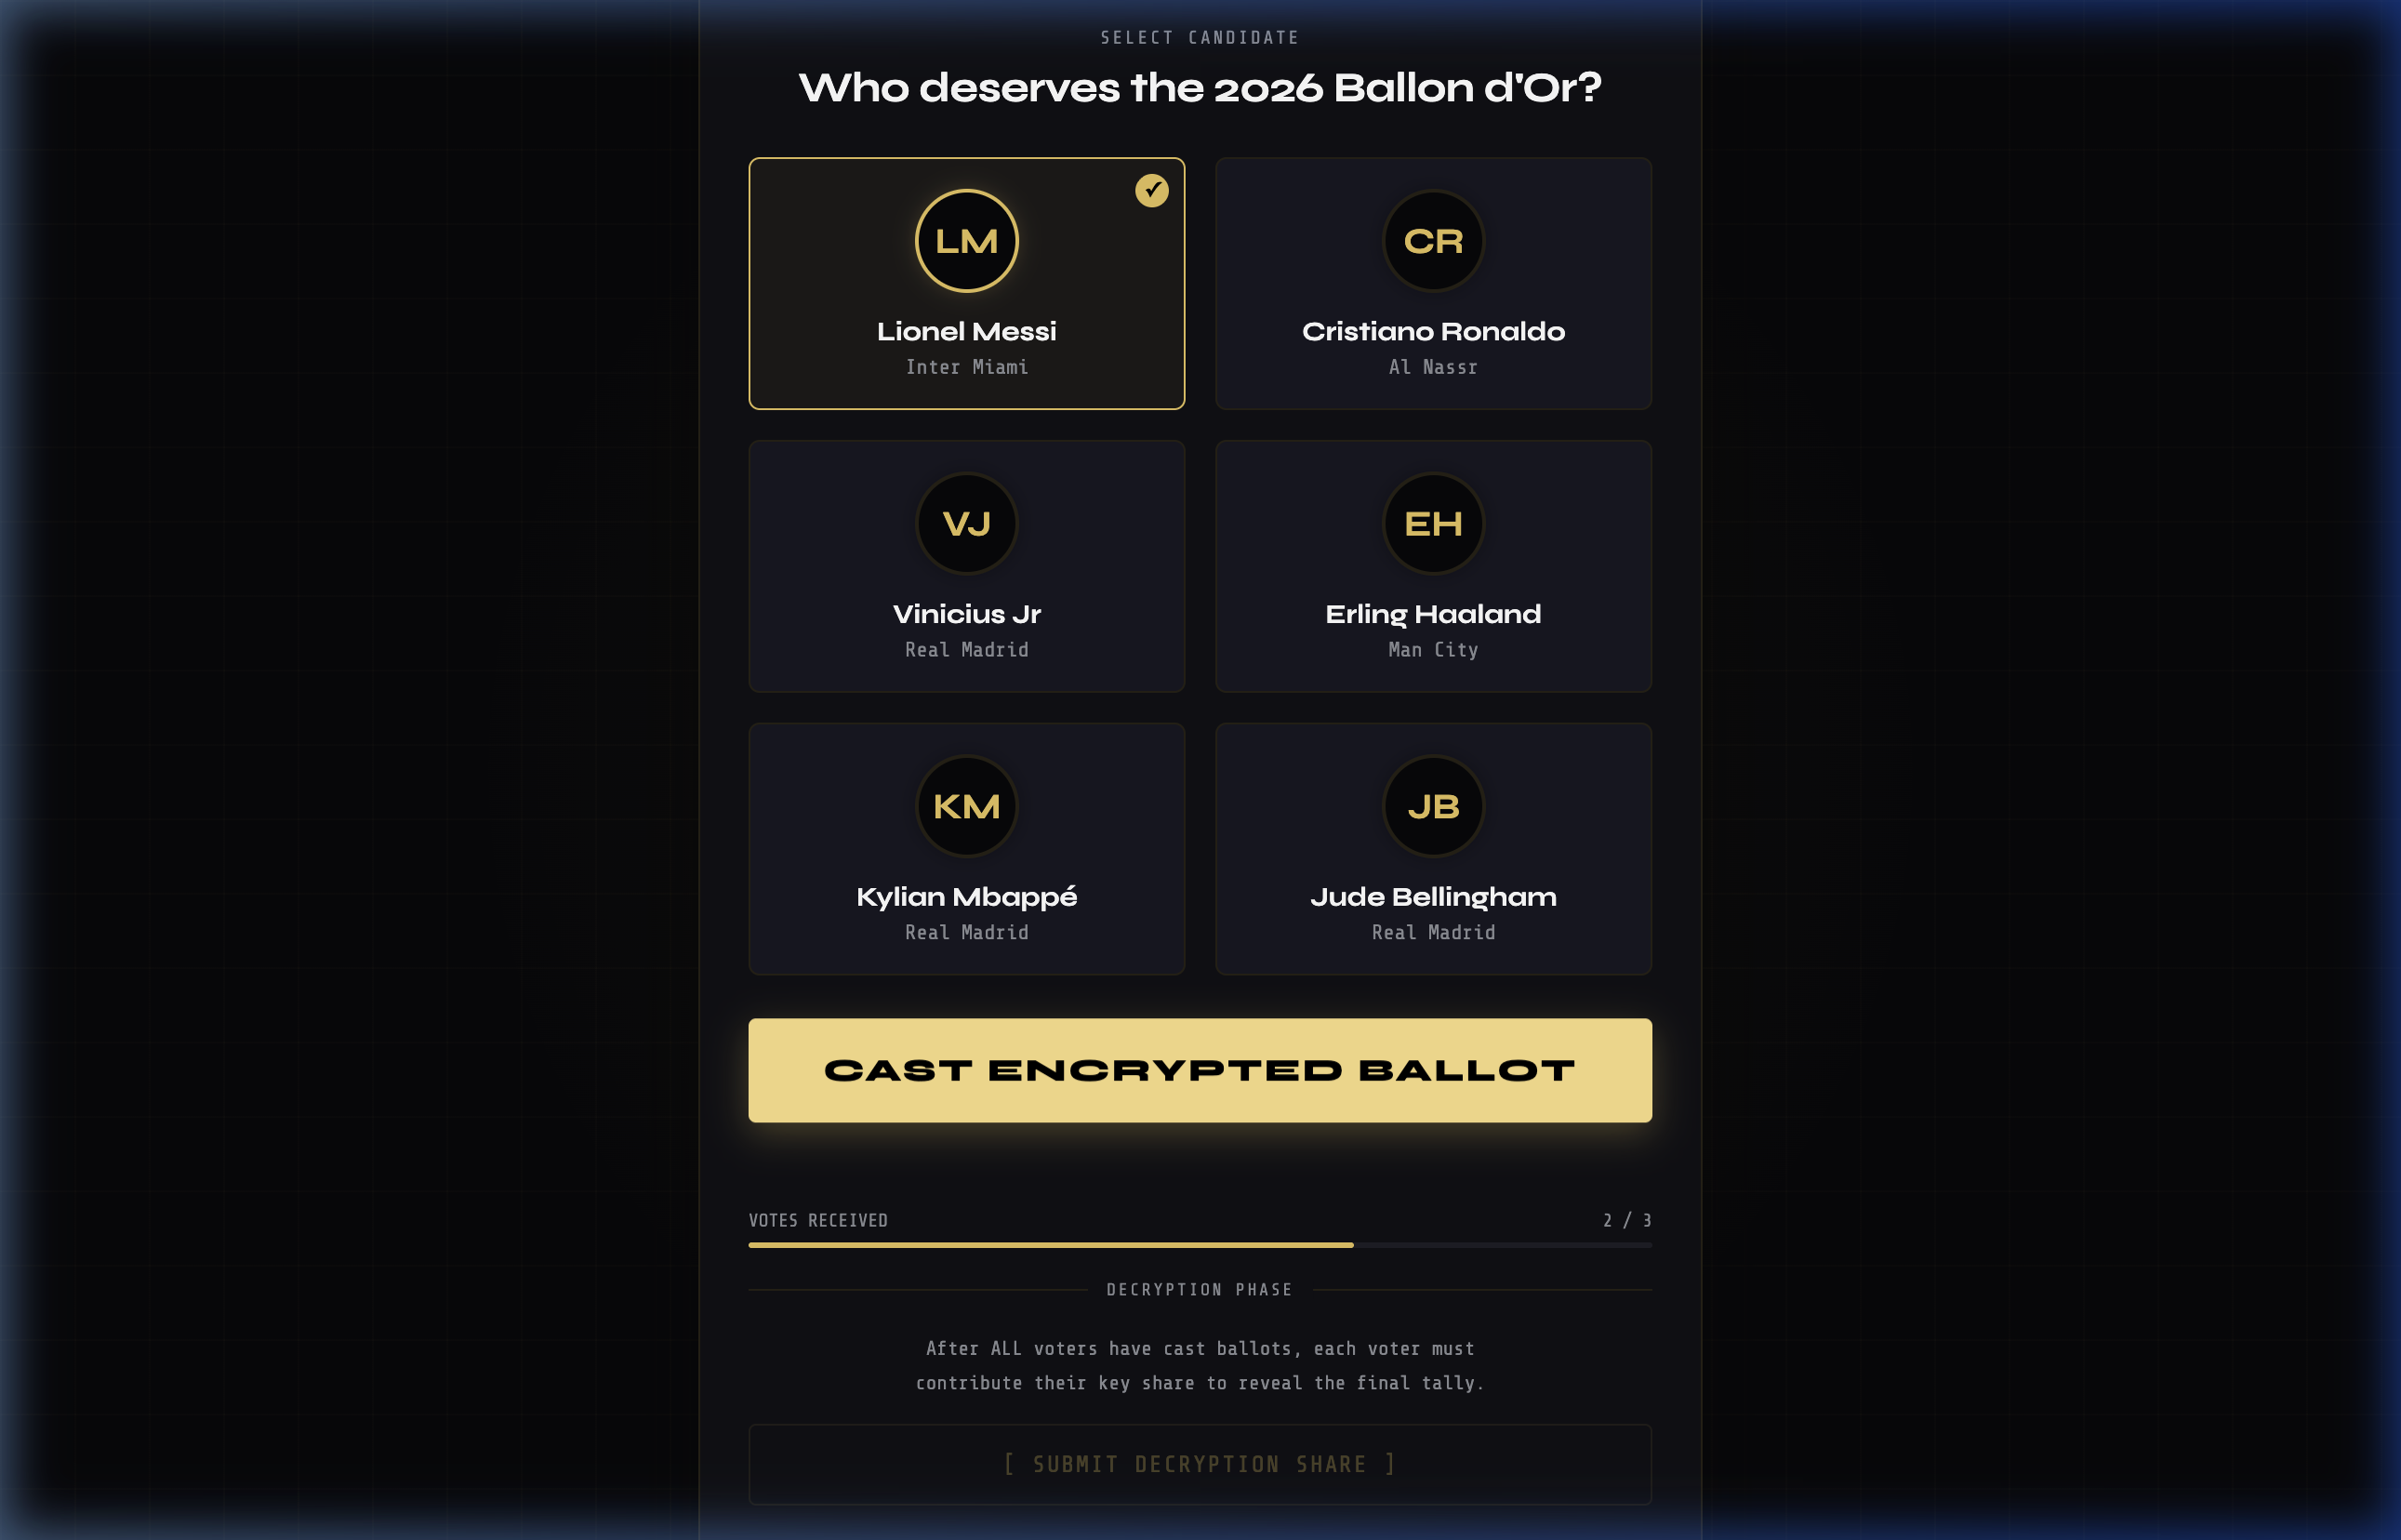 SELECT CANDIDATE
Who deserves the 2026 Ballon d'Or?
LM
Lionel Messi
Inter Miami
CR
Cristiano Ronaldo
Al Nassr
VJ
Vinicius Jr
Real Madrid
EH
Erling Haaland
Man City
KM
Kylian Mbappé
Real Madrid
JB
Jude Bellingham
Real Madrid
CAST ENCRYPTED BALLOT
VOTES RECEIVED 2 / 3
DECRYPTION PHASE
After ALL voters have cast ballots, each voter must
contribute their key share to reveal the final tally.
[ SUBMIT DECRYPTION SHARE ]